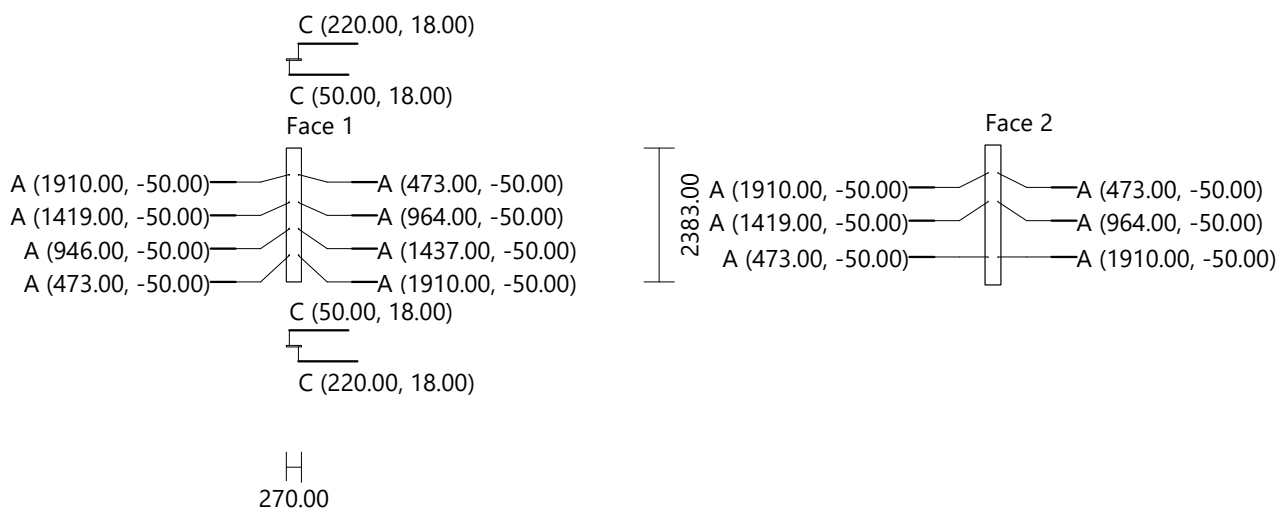 C (220.00, 18.00)
C (50.00, 18.00)
Face 1
A (1910.00, -50.00)
A (473.00, -50.00)
A (1419.00, -50.00)
A (964.00, -50.00)
A (946.00, -50.00)
A (1437.00, -50.00)
A (473.00, -50.00)
A (1910.00, -50.00)
C (50.00, 18.00)
C (220.00, 18.00)
270.00
2383.00
Face 2
A (1910.00, -50.00)
A (473.00, -50.00)
A (1419.00, -50.00)
A (964.00, -50.00)
A (473.00, -50.00)
A (1910.00, -50.00)